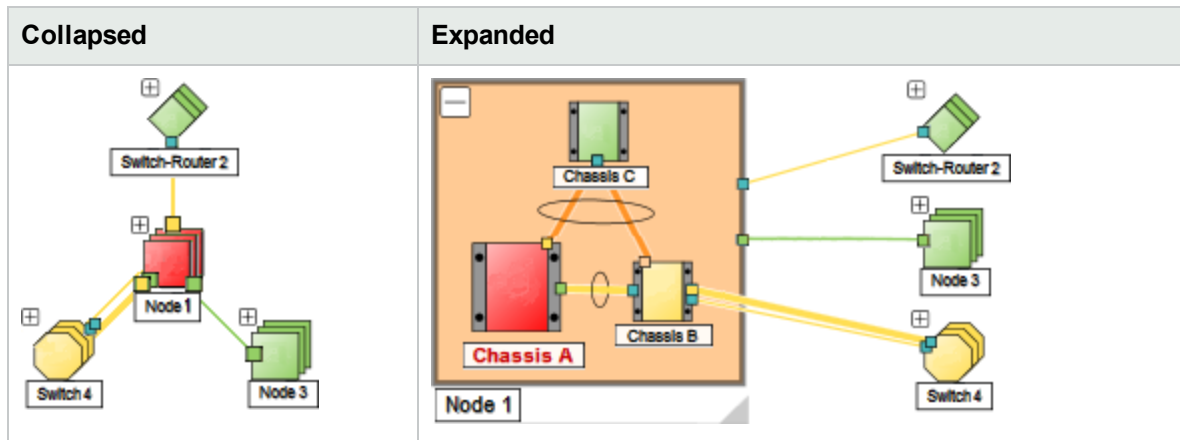 Collapsed
Expanded
Switch-Router 2
Node 1
Switch 4
Node 3
Chassis C
Chassis A
Chassis B
Node 1
Switch-Router 2
Node 3
Switch 4